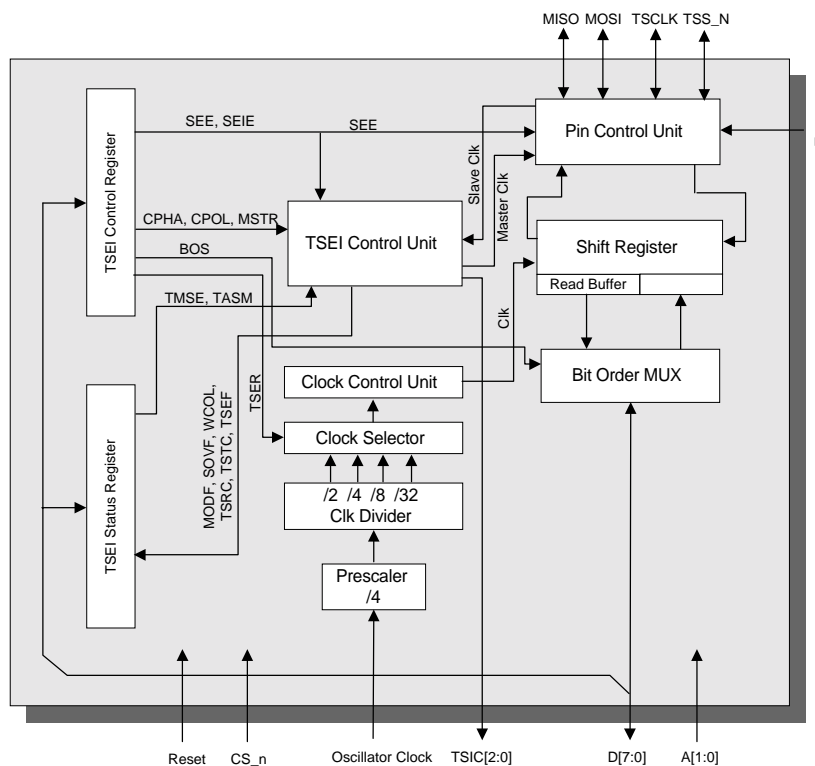 MISO MOSI TSCLK TSS_N
TSEI Control Register
SEE, SEIE
SEE
Pin Control Unit
Slave Clk
Master Clk
CPHA, CPOL, MSTR
TSEI Control Unit
BOS
Shift Register
Read Buffer
TMSE, TASM
Clk
Bit Order MUX
TSER
Clock Control Unit
Clock Selector
MODF, SOVF, WCOL,
TSRC, TSTC, TSEF
TSEI Status Register
/2 /4 /8 /32
Clk Divider
Prescaler
/4
Reset CS_n Oscillator Clock TSIC[2:0] D[7:0] A[1:0]